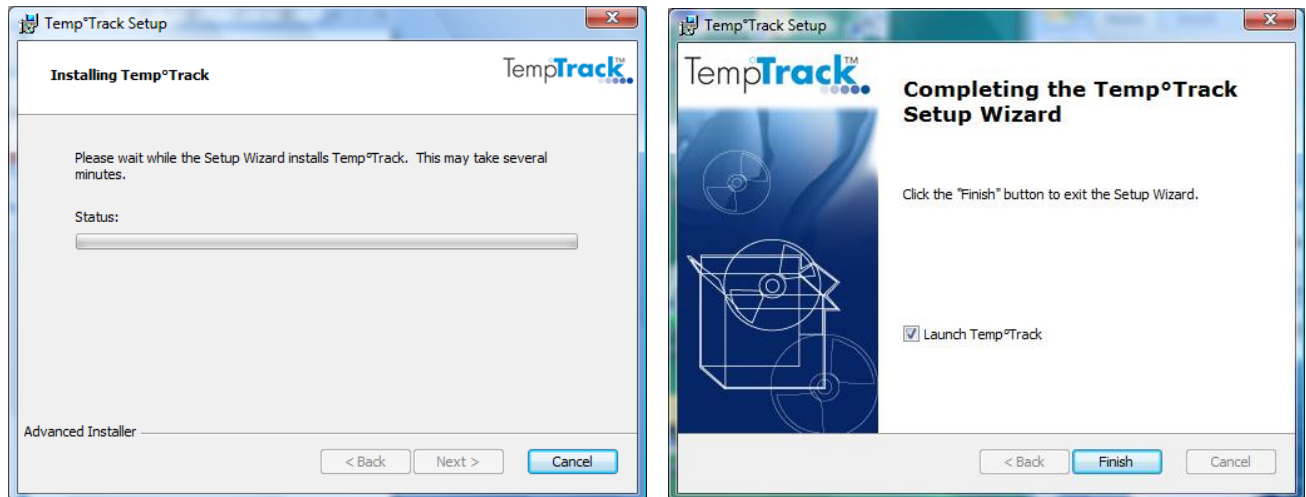 Temp°Track Setup
Installing Temp°Track
TempTrack™
Please wait while the Setup Wizard installs Temp°Track. This may take several
minutes.
Status:
Advanced Installer
< Back
Next >
Cancel
Temp°Track Setup
TempTrack™
Completing the Temp°Track
Setup Wizard
Click the "Finish" button to exit the Setup Wizard.
Launch Temp°Track
< Back
Finish
Cancel